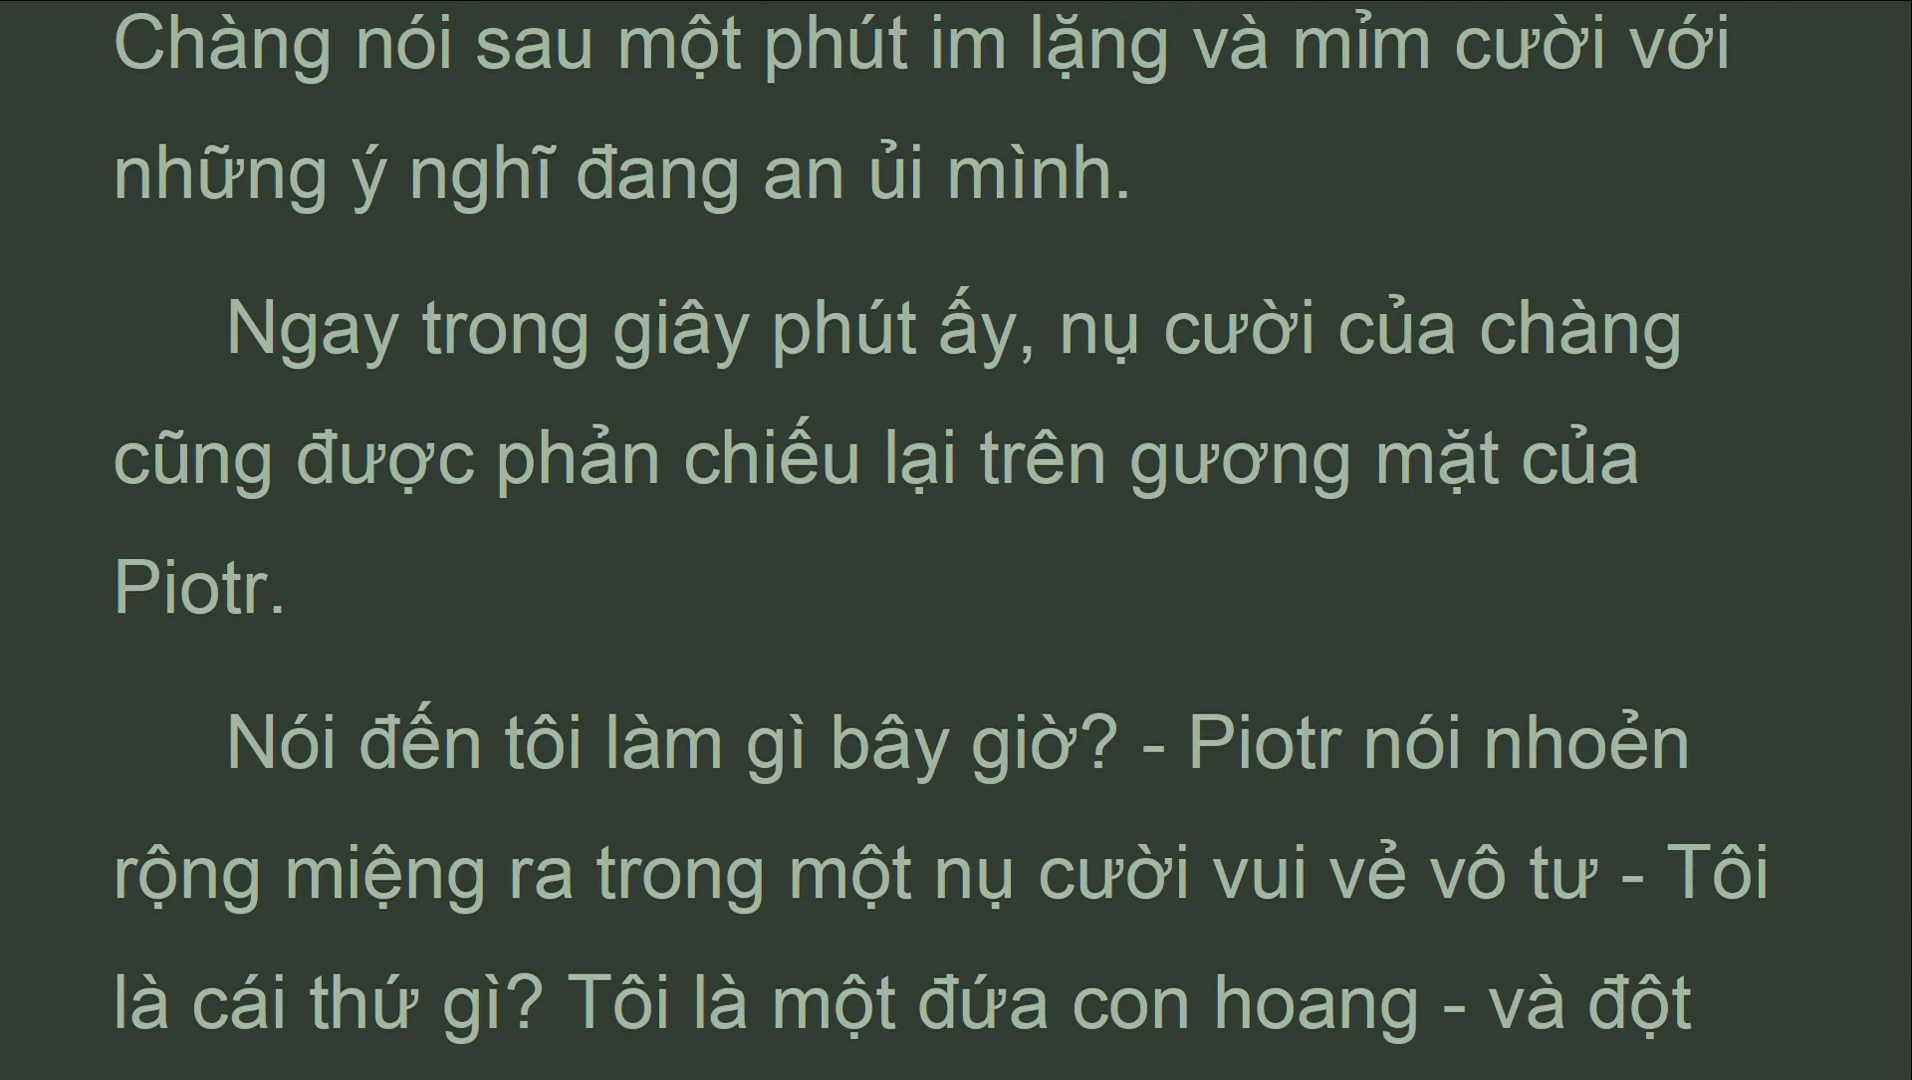 Chàng nói sau một phút im lặng và mỉm cười với
những ý nghĩ đang an ủi mình.
Ngay trong giây phút ấy, nụ cười của chàng
cũng được phản chiếu lại trên gương mặt của
Piotr.
Nói đến tôi làm gì bây giờ? - Piotr nói nhoẻn
rộng miệng ra trong một nụ cười vui vẻ vô tư - Tôi
là cái thứ gì? Tôi là một đứa con hoang - và đột